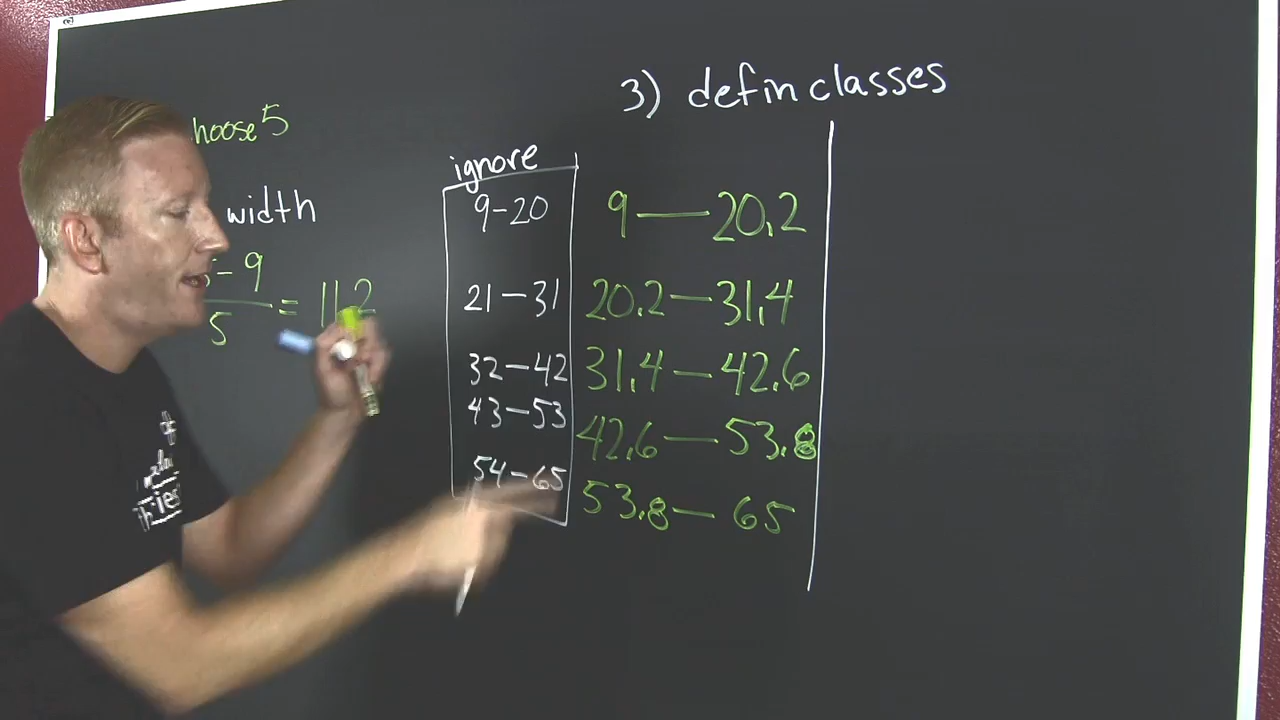 3) defin classes
hoose 5
width
- 9
5
= 11.2
ignore
9-20
21-31
32-42
43-53
54-65
9-20.2
20.2-31.4
31.4-42.6
42.6-53.8
53.8-65
of